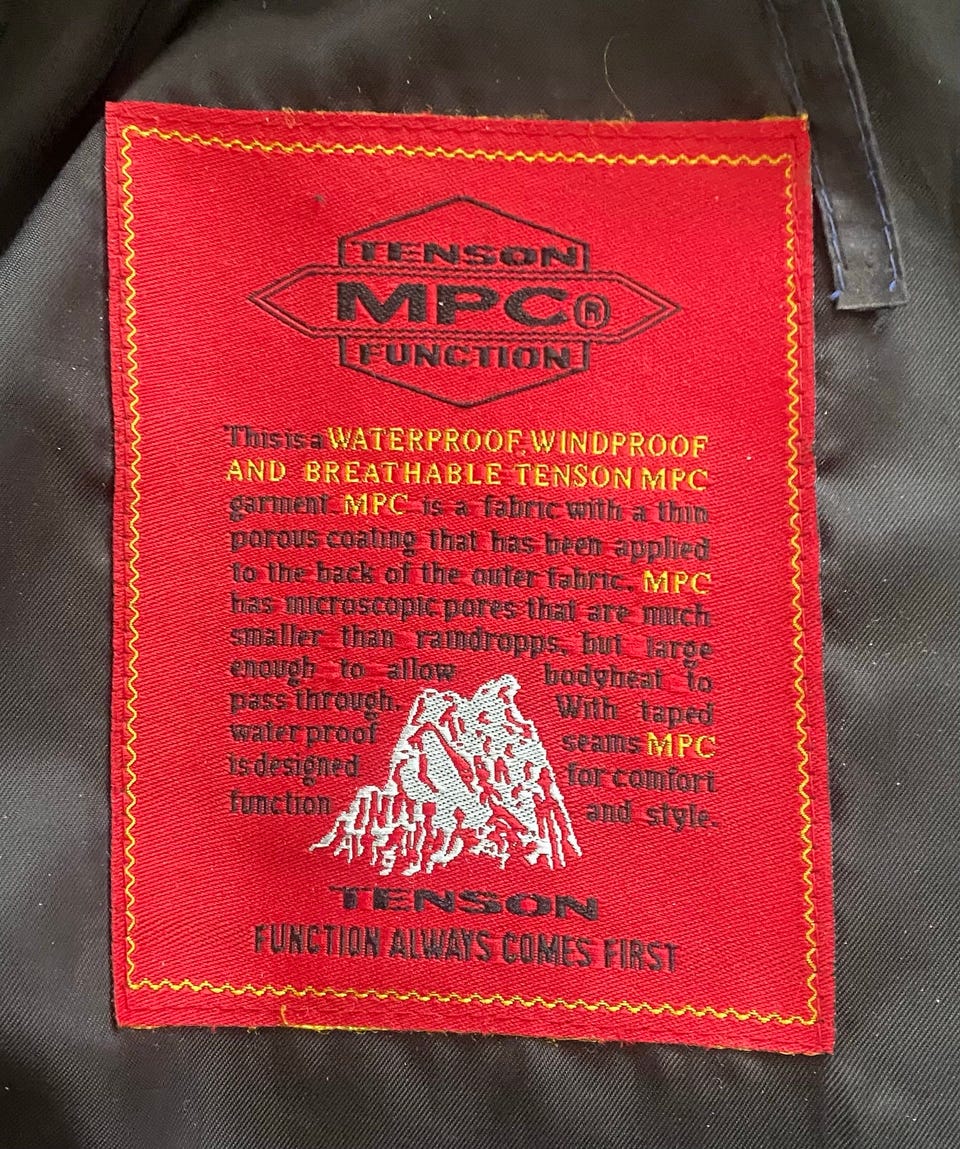 TENSON
MPC®
FUNCTION
This is a WATERPROOF, WINDPROOF
AND BREATHABLE TENSON MPC
garment. MPC is a fabric with a thin
porous coating that has been applied
to the back of the outer fabric. MPC
has microscopic pores that are much
smaller than raindropps, but large
enough to allow bodyheat to
pass through. With taped
waterproof seams MPC
is designed for comfort
function and style.
TENSON
FUNCTION ALWAYS COMES FIRST